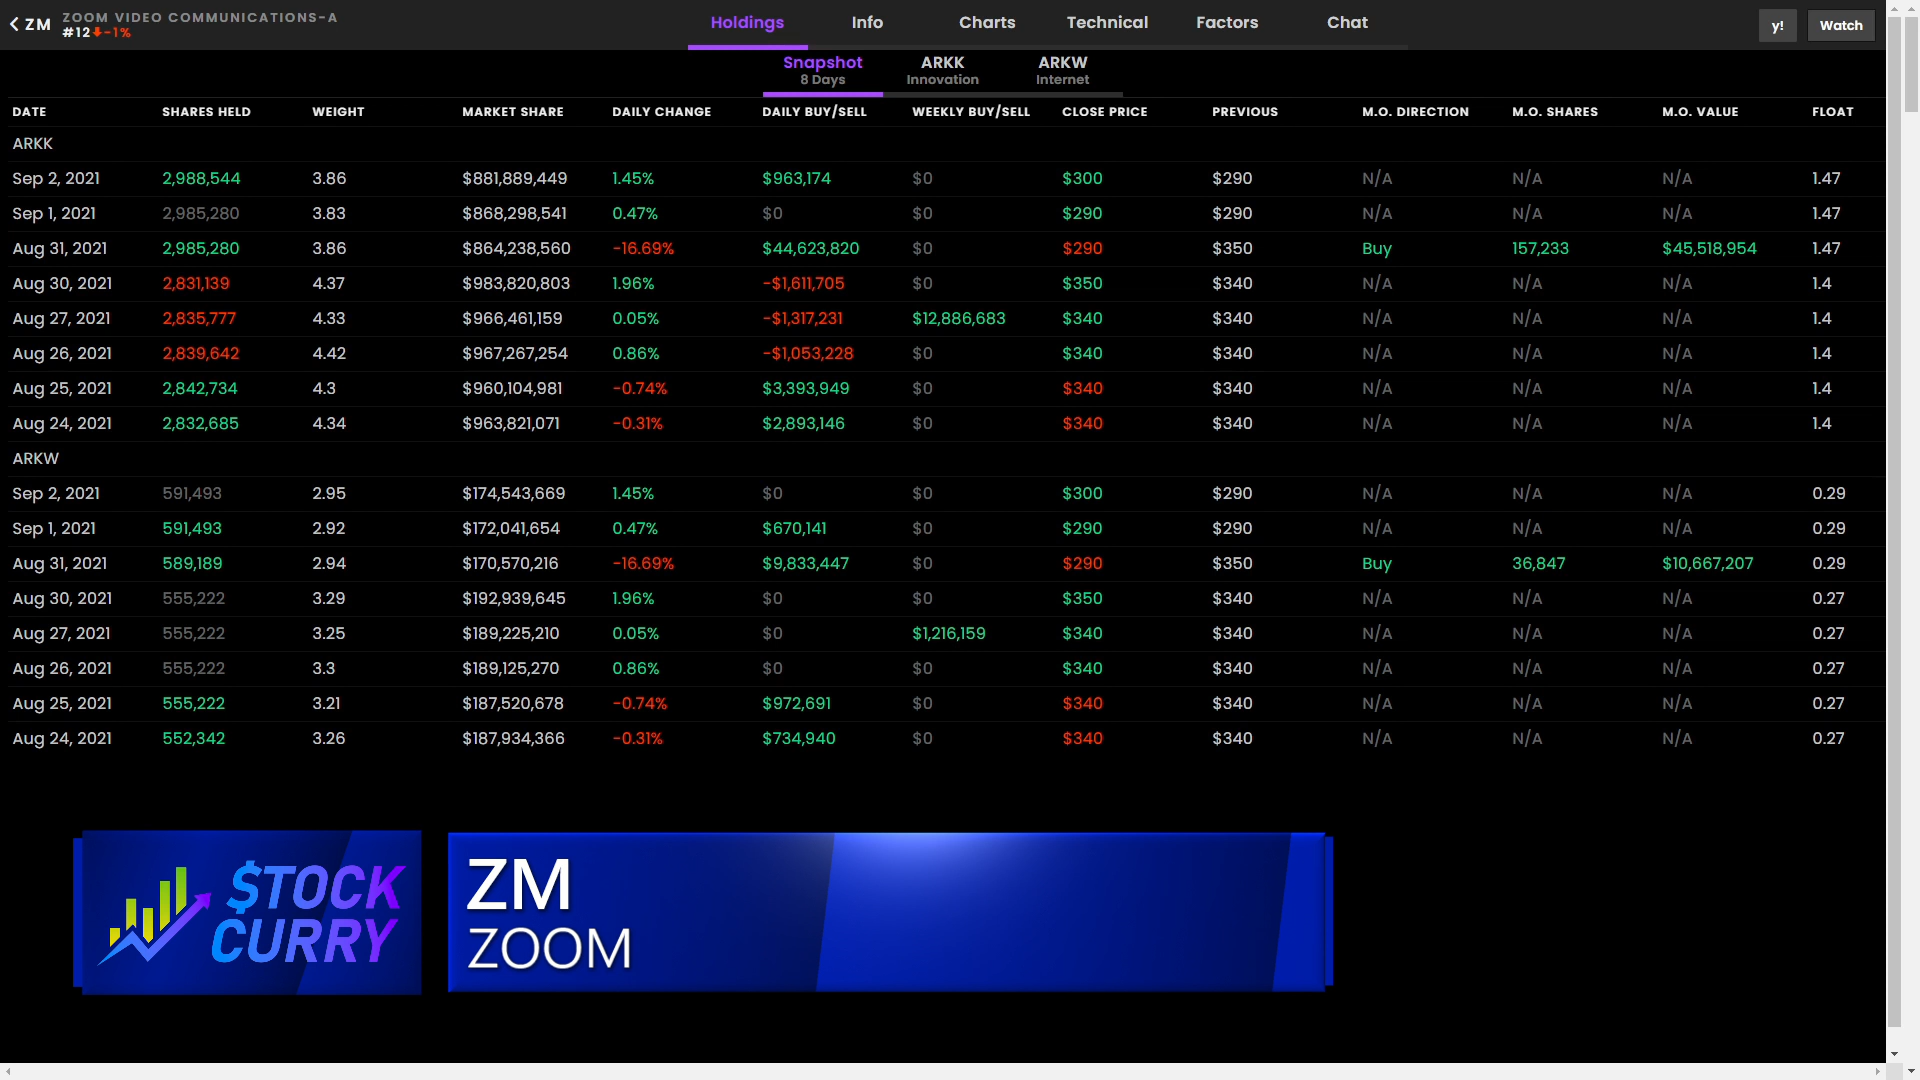 ZM ZOOM VIDEO COMMUNICATIONS-A
#12 -1%
Holdings Info Charts Technical Factors Chat
y! Watch
Snapshot ARKK ARKW
8 Days Innovation Internet
DATE SHARES HELD WEIGHT MARKET SHARE DAILY CHANGE DAILY BUY/SELL WEEKLY BUY/SELL CLOSE PRICE PREVIOUS M.O. DIRECTION M.O. SHARES M.O. VALUE FLOAT
ARKK
Sep 2, 2021 2,988,544 3.86 $881,889,449 1.45% $963,174 $0 $300 $290 N/A N/A N/A 1.47
Sep 1, 2021 2,985,280 3.83 $868,298,541 0.47% $0 $0 $290 $290 N/A N/A N/A 1.47
Aug 31, 2021 2,985,280 3.86 $864,238,560 -16.69% $44,623,820 $0 $290 $350 Buy 157,233 $45,518,954 1.47
Aug 30, 2021 2,831,139 4.37 $983,820,803 1.96% -$1,611,705 $0 $350 $340 N/A N/A N/A 1.4
Aug 27, 2021 2,835,777 4.33 $966,461,159 0.05% -$1,317,231 $12,886,683 $340 $340 N/A N/A N/A 1.4
Aug 26, 2021 2,839,642 4.42 $967,267,254 0.86% -$1,053,228 $0 $340 $340 N/A N/A N/A 1.4
Aug 25, 2021 2,842,734 4.3 $960,104,981 -0.74% $3,393,949 $0 $340 $340 N/A N/A N/A 1.4
Aug 24, 2021 2,832,685 4.34 $963,821,071 -0.31% $2,893,146 $0 $340 $340 N/A N/A N/A 1.4
ARKW
Sep 2, 2021 591,493 2.95 $174,543,669 1.45% $0 $0 $300 $290 N/A N/A N/A 0.29
Sep 1, 2021 591,493 2.92 $172,041,654 0.47% $670,141 $0 $290 $290 N/A N/A N/A 0.29
Aug 31, 2021 589,189 2.94 $170,570,216 -16.69% $9,833,447 $0 $290 $350 Buy 36,847 $10,667,207 0.29
Aug 30, 2021 555,222 3.29 $192,939,645 1.96% $0 $0 $350 $340 N/A N/A N/A 0.27
Aug 27, 2021 555,222 3.25 $189,225,210 0.05% $0 $1,216,159 $340 $340 N/A N/A N/A 0.27
Aug 26, 2021 555,222 3.3 $189,125,270 0.86% $0 $0 $340 $340 N/A N/A N/A 0.27
Aug 25, 2021 555,222 3.21 $187,520,678 -0.74% $972,691 $0 $340 $340 N/A N/A N/A 0.27
Aug 24, 2021 552,342 3.26 $187,934,366 -0.31% $734,940 $0 $340 $340 N/A N/A N/A 0.27
$TOCK
CURRY
ZM
ZOOM